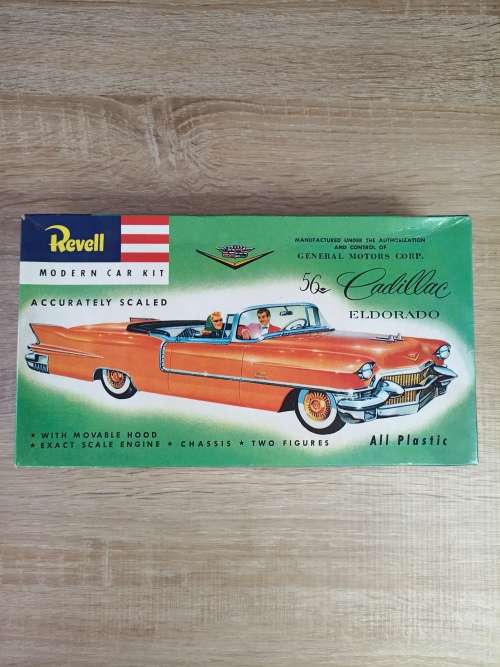 Revell
MODERN CAR KIT
ACCURATELY SCALED
MANUFACTURED UNDER THE AUTHORIZATION
AND CONTROL OF
GENERAL MOTORS CORP.
56 Cadillac
ELDORADO
★ WITH MOVABLE HOOD
★ EXACT SCALE ENGINE ★ CHASSIS ★ TWO FIGURES
All Plastic